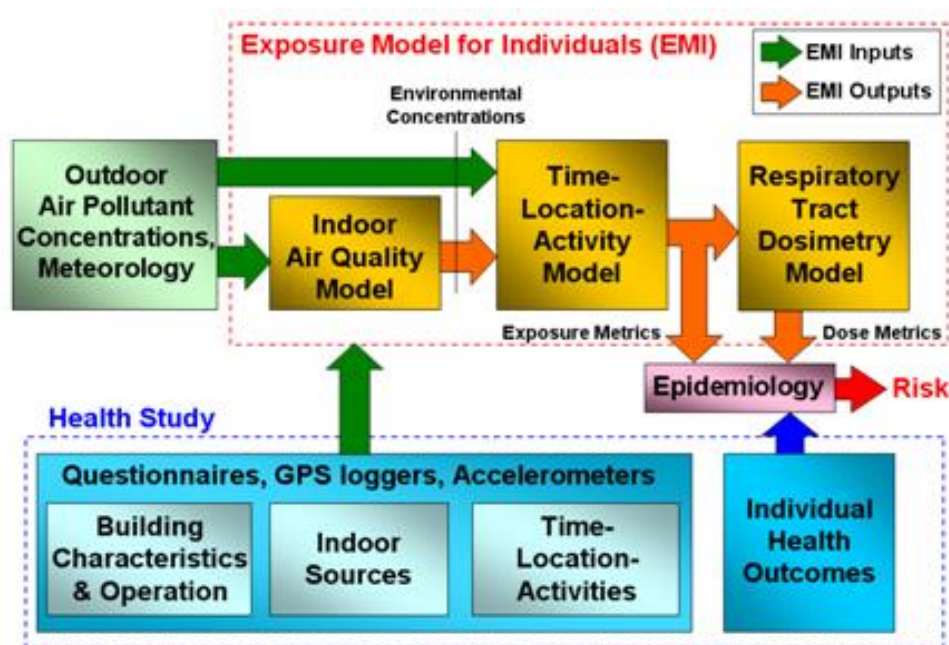 Exposure Model for Individuals (EMI)
EMI Inputs
EMI Outputs
Environmental
Concentrations
Outdoor
Air Pollutant
Concentrations,
Meteorology
Indoor
Air Quality
Model
Time-
Location-
Activity
Model
Respiratory
Tract
Dosimetry
Model
Exposure Metrics
Dose Metrics
Epidemiology
Risk
Health Study
Questionnaires, GPS loggers, Accelerometers
Building
Characteristics
& Operation
Indoor
Sources
Time-
Location-
Activities
Individual
Health
Outcomes